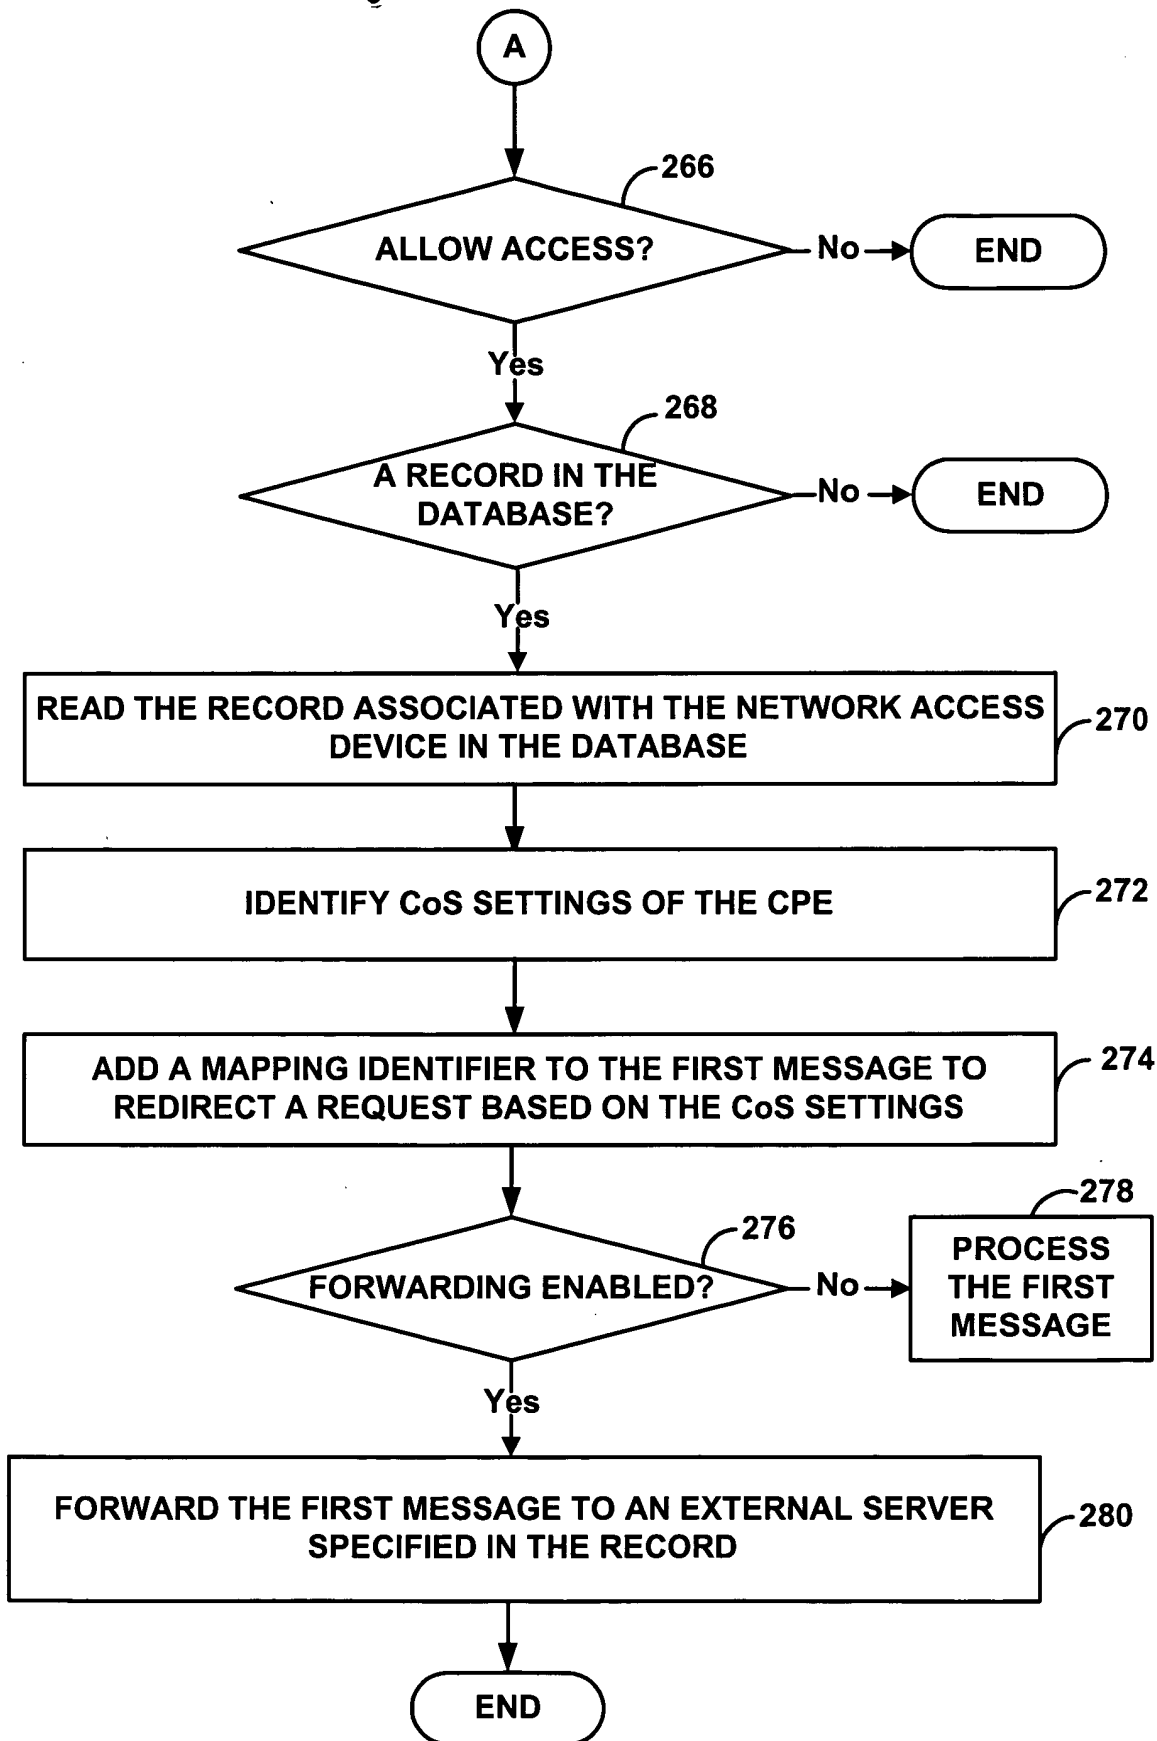 A
266
ALLOW ACCESS?
No
END
Yes
268
A RECORD IN THE
DATABASE?
No
END
Yes
READ THE RECORD ASSOCIATED WITH THE NETWORK ACCESS
DEVICE IN THE DATABASE
270
IDENTIFY CoS SETTINGS OF THE CPE
272
ADD A MAPPING IDENTIFIER TO THE FIRST MESSAGE TO
REDIRECT A REQUEST BASED ON THE CoS SETTINGS
274
276
FORWARDING ENABLED?
No
278
PROCESS
THE FIRST
MESSAGE
Yes
FORWARD THE FIRST MESSAGE TO AN EXTERNAL SERVER
SPECIFIED IN THE RECORD
280
END